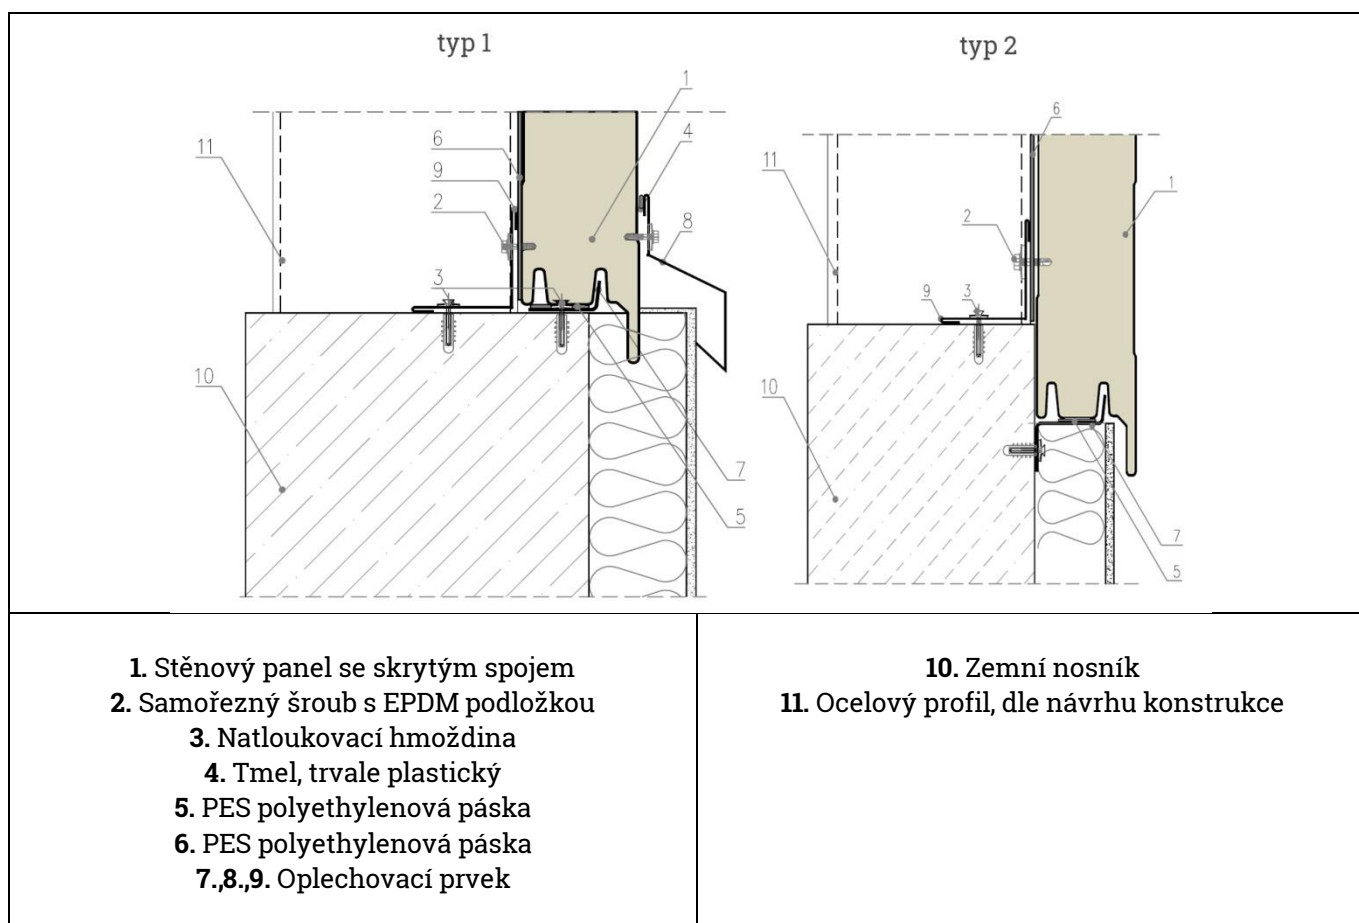 typ 1
typ 2
1
4
6
9
2
11
8
3
10
7
5
6
11
1
2
9
3
10
7
5
1. Stěnový panel se skrytým spojem
2. Samořezný šroub s EPDM podložkou
3. Natloukovací hmoždina
4. Tmel, trvale plastický
5. PES polyethylenová páska
6. PES polyethylenová páska
7.,8.,9. Oplechovací prvek
10. Zemní nosník
11. Ocelový profil, dle návrhu konstrukce